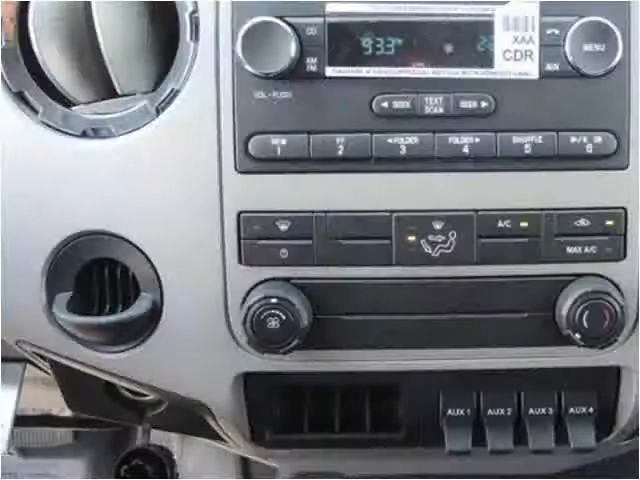 CD
93.3
XAA
CDR
MENU
AM
FM
AUX
VOL - PUSH
◄ SEEK
TEXT
SCAN
SEEK ►
1
2
◄ FOLDER
3
FOLDER ►
4
SHUFFLE
5
6
A/C
MAX A/C
AUX 1
AUX 2
AUX 3
AUX 4